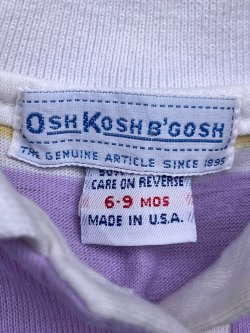 OSHKOSH B'GOSH
THE GENUINE ARTICLE SINCE 1895
CARE ON REVERSE
6-9 MOS
MADE IN U.S.A.